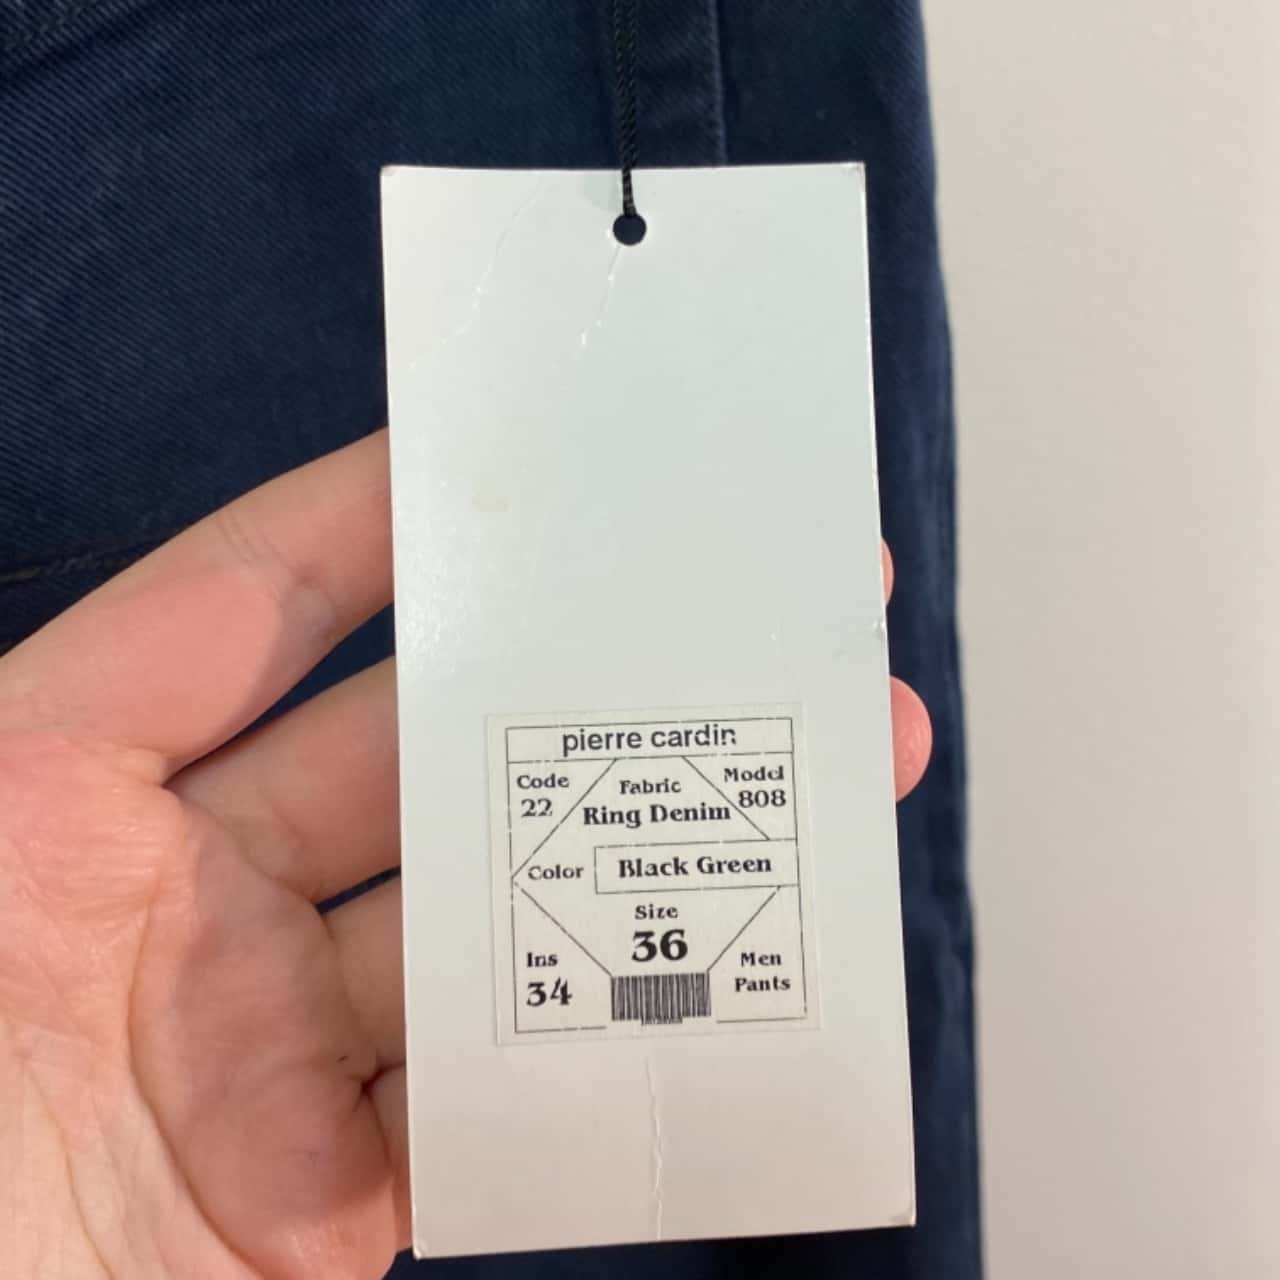 pierre cardin
Code
22
Fabric
Ring Denim
Model
808
Color
Black Green
Size
36
Ins
34
Men
Pants